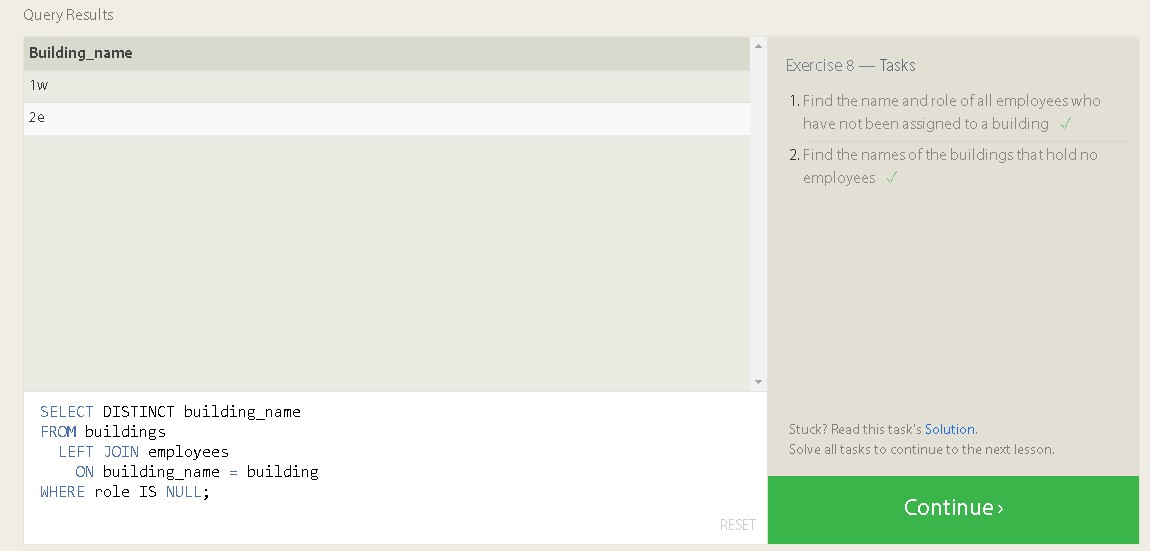 Query Results
Building_name
1w
2e
SELECT DISTINCT building_name
FROM buildings
LEFT JOIN employees
ON building_name = building
WHERE role IS NULL;
RESET
Exercise 8 — Tasks
1. Find the name and role of all employees who
have not been assigned to a building ✓
2. Find the names of the buildings that hold no
employees ✓
Stuck? Read this task's Solution.
Solve all tasks to continue to the next lesson.
Continue ›